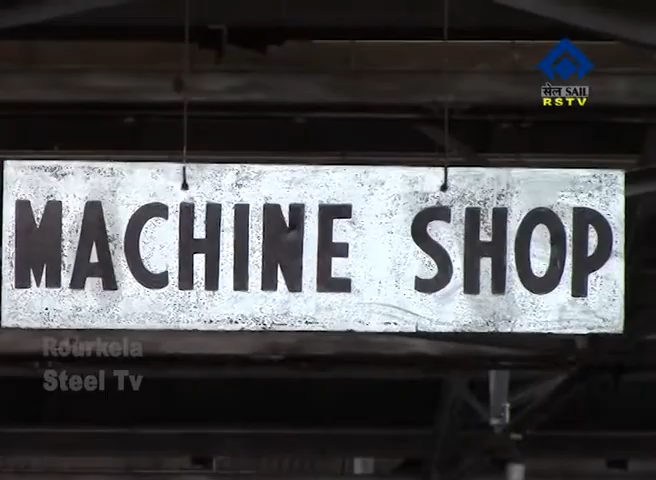 सेल SAIL
RSTV
MACHINE SHOP
Rourkela
Steel Tv